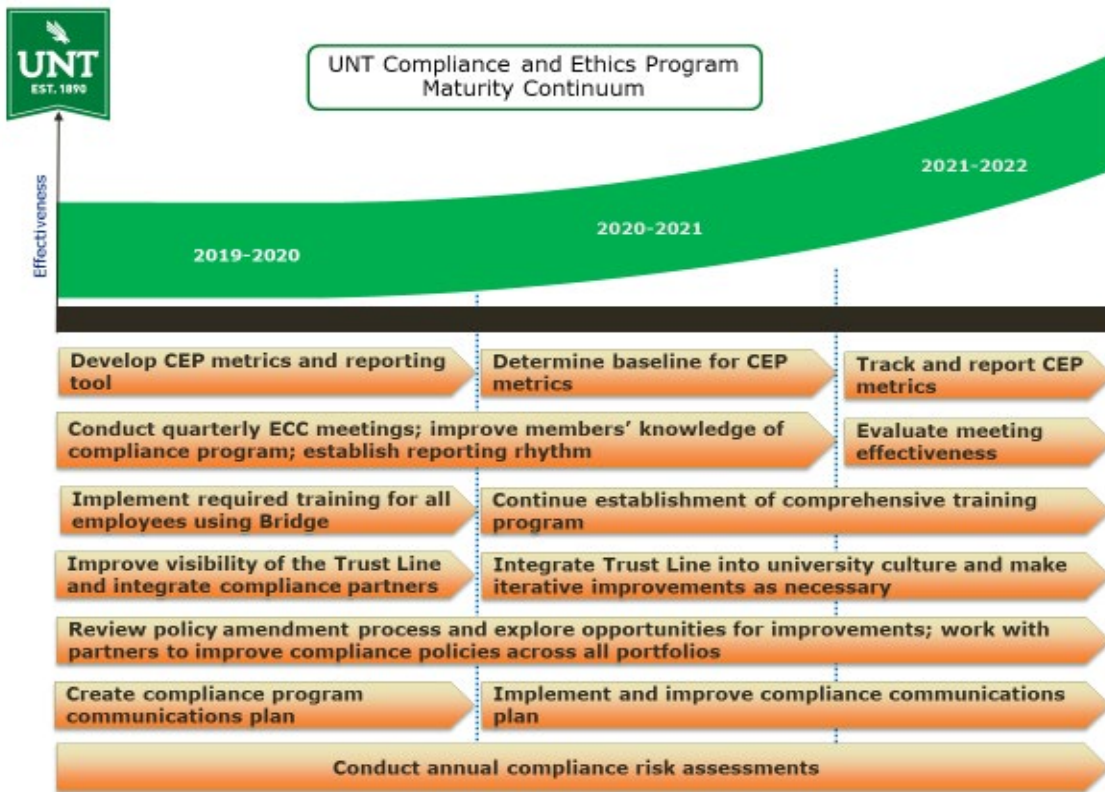 UNT
EST. 1890
UNT Compliance and Ethics Program
Maturity Continuum
Effectiveness
2019-2020
2020-2021
2021-2022
Develop CEP metrics and reporting
tool
Determine baseline for CEP
metrics
Track and report CEP
metrics
Conduct quarterly ECC meetings; improve members’ knowledge of
compliance program; establish reporting rhythm
Evaluate meeting
effectiveness
Implement required training for all
employees using Bridge
Continue establishment of comprehensive training
program
Improve visibility of the Trust Line
and integrate compliance partners
Integrate Trust Line into university culture and make
iterative improvements as necessary
Review policy amendment process and explore opportunities for improvements; work with
partners to improve compliance policies across all portfolios
Create compliance program
communications plan
Implement and improve compliance communications
plan
Conduct annual compliance risk assessments